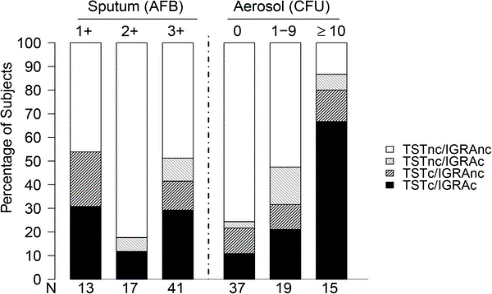 Sputum (AFB) Aerosol (CFU)
1+ 2+ 3+ 0 1-9 ≥ 10
Percentage of Subjects
100
90
80
70
60
50
40
30
20
10
0
TSTnc/IGRAnc
TSTnc/IGRAc
TSTc/IGRAnc
TSTc/IGRAc
N 13 17 41 37 19 15